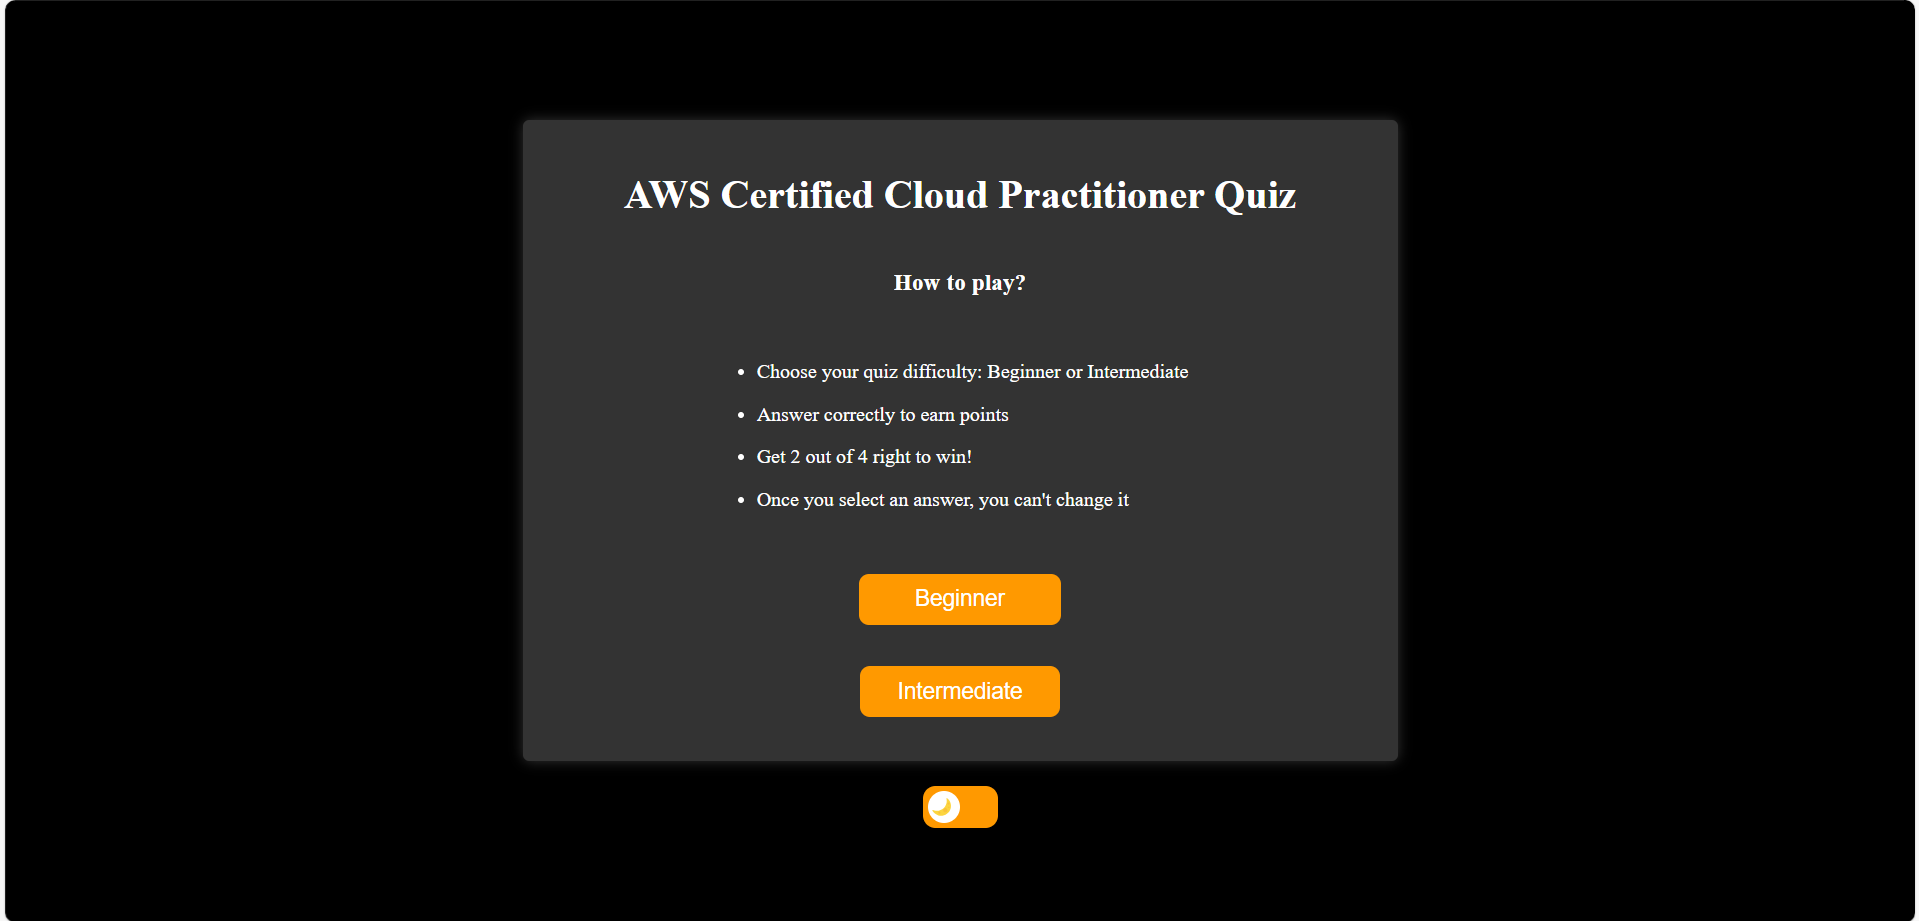 AWS Certified Cloud Practitioner Quiz
How to play?
• Choose your quiz difficulty: Beginner or Intermediate
• Answer correctly to earn points
• Get 2 out of 4 right to win!
• Once you select an answer, you can't change it
Beginner
Intermediate